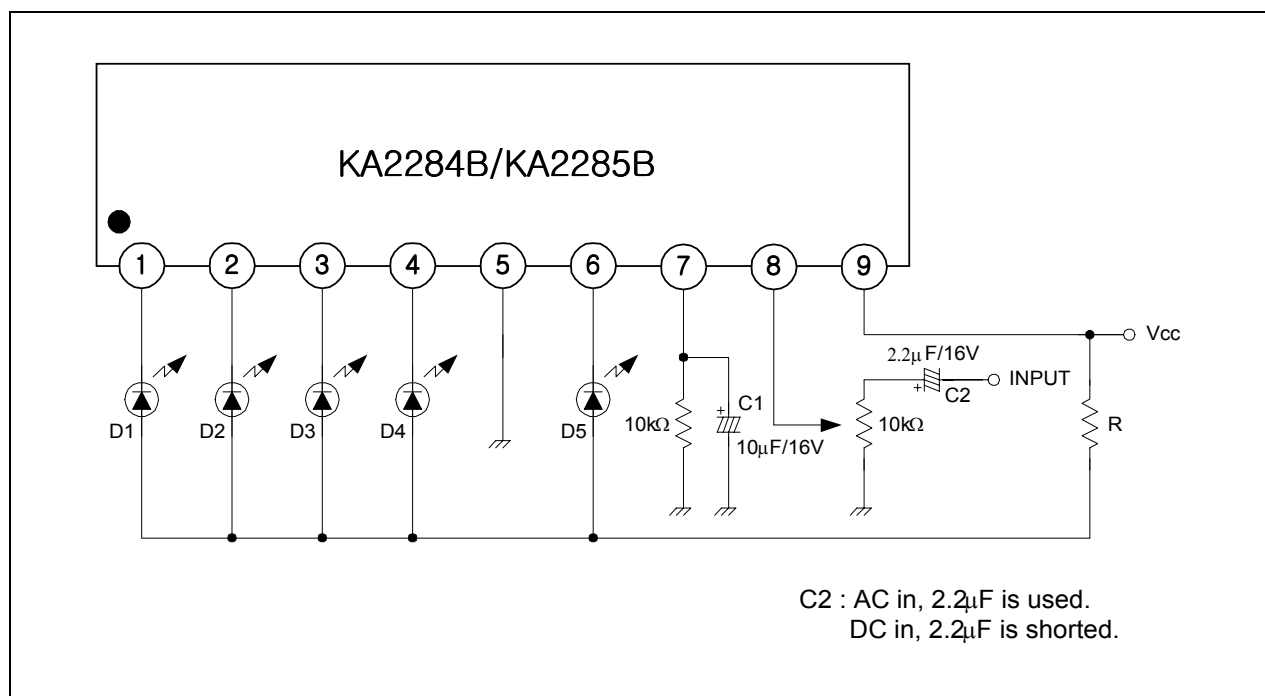 KA2284B/KA2285B
1 2 3 4 5 6 7 8 9
Vcc
2.2μF/16V
INPUT
C2
D1
D2
D3
D4
D5
10kΩ
C1
10μF/16V
10kΩ
R
C2 : AC in, 2.2μF is used.
DC in, 2.2μF is shorted.